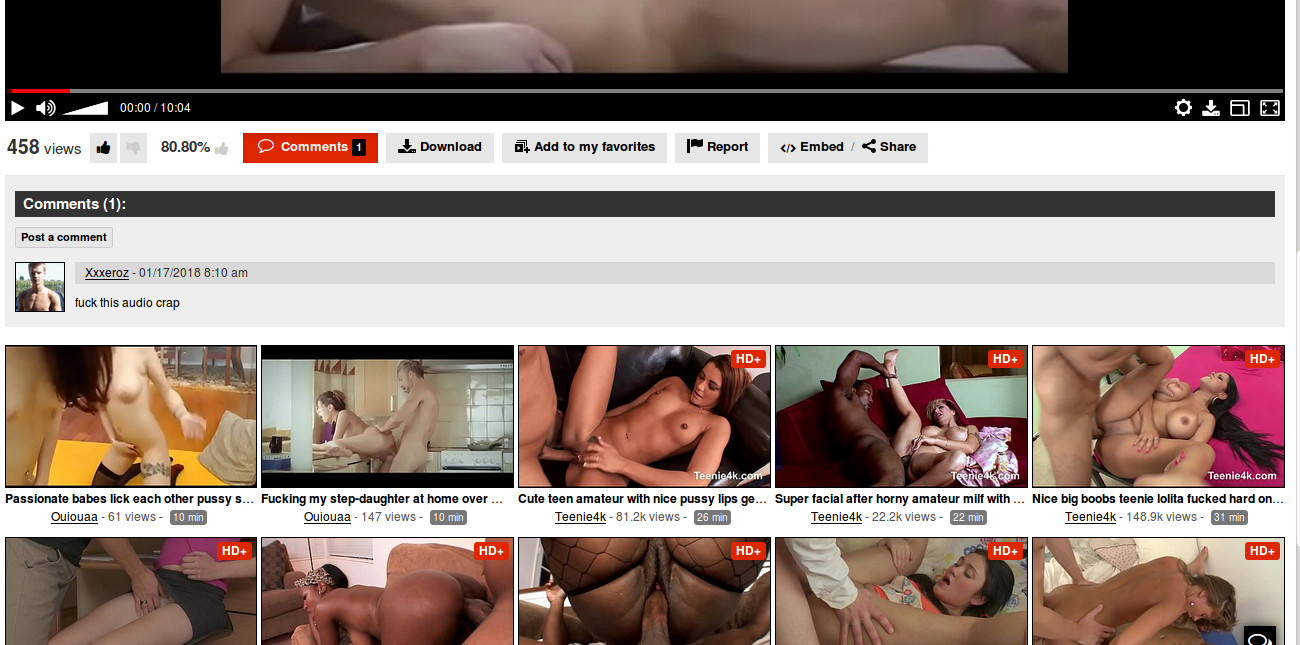 00:00 / 10:04
458 views 80.80% Comments 1 Download Add to my favorites Report Embed / Share
Comments (1):
Post a comment
Xxxeroz - 01/17/2018 8:10 am
fuck this audio crap
HD+ HD+ HD+
Teenie4k.com Teenie4k.com Teenie4k.com
Passionate babes lick each other pussy s... Fucking my step-daughter at home over ... Cute teen amateur with nice pussy lips ge... Super facial after horny amateur milf with ... Nice big boobs teenie lolita fucked hard on...
Ouiouaa - 61 views - 10 min Ouiouaa - 147 views - 10 min Teenie4k - 81.2k views - 26 min Teenie4k - 22.2k views - 22 min Teenie4k - 148.9k views - 31 min
HD+ HD+ HD+ HD+ HD+